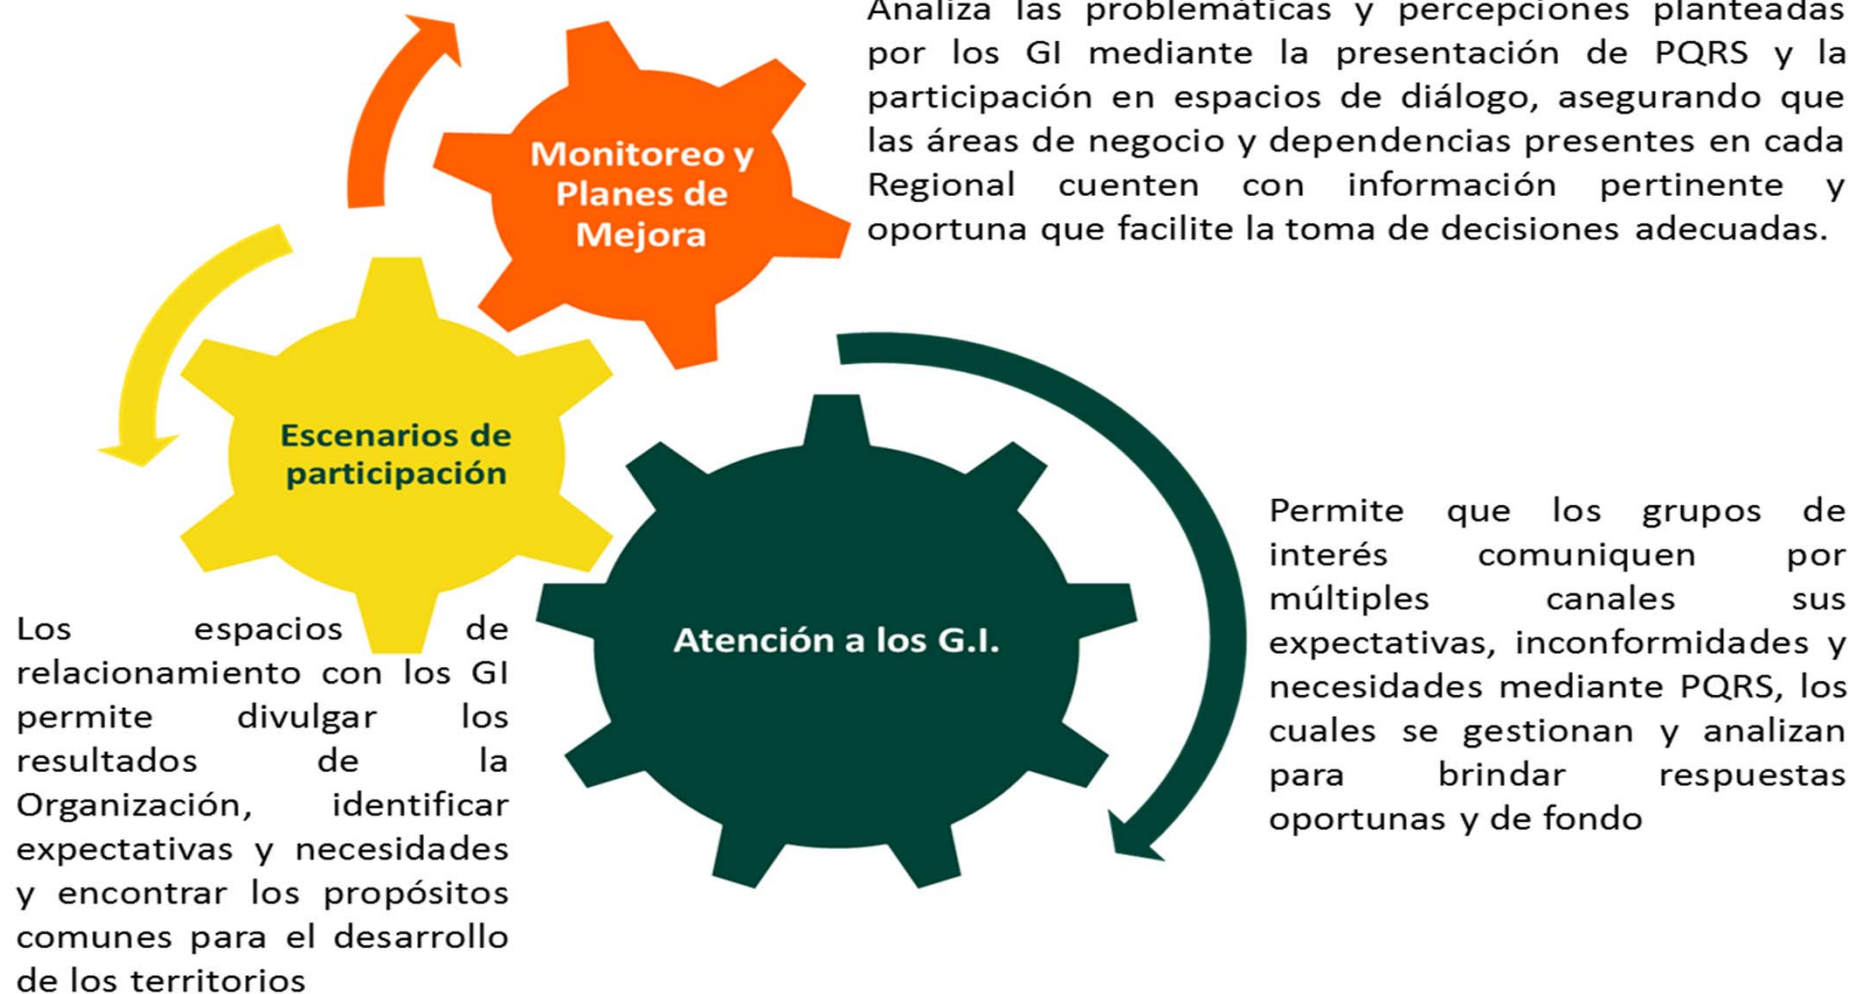 Analiza las problemáticas y percepciones planteadas
por los GI mediante la presentación de PQRS y la
participación en espacios de diálogo, asegurando que
las áreas de negocio y dependencias presentes en cada
Regional cuenten con información pertinente y
oportuna que facilite la toma de decisiones adecuadas.
Monitoreo y
Planes de
Mejora
Escenarios de
participación
Los espacios de
relacionamiento con los GI
permite divulgar los
resultados de la
Organización, identificar
expectativas y necesidades
y encontrar los propósitos
comunes para el desarrollo
de los territorios
Atención a los G.I.
Permite que los grupos de
interés comuniquen por
múltiples canales sus
expectativas, inconformidades y
necesidades mediante PQRS, los
cuales se gestionan y analizan
para brindar respuestas
oportunas y de fondo